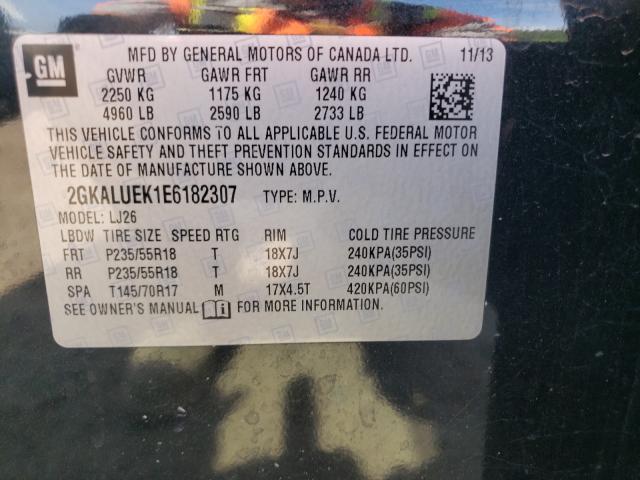 GM
MFD BY GENERAL MOTORS OF CANADA LTD. 11/13
GVWR GAWR FRT GAWR RR
2250 KG 1175 KG 1240 KG
4960 LB 2590 LB 2733 LB
THIS VEHICLE CONFORMS TO ALL APPLICABLE U.S. FEDERAL MOTOR
VEHICLE SAFETY AND THEFT PREVENTION STANDARDS IN EFFECT ON
THE DATE OF MANUFACTURE SHOWN ABOVE.
2GKALUEK1E6182307 TYPE: M.P.V.
MODEL: LJ26
LBDW TIRE SIZE SPEED RTG RIM COLD TIRE PRESSURE
FRT P235/55R18 T 18X7J 240KPA(35PSI)
RR P235/55R18 T 18X7J 240KPA(35PSI)
SPA T145/70R17 M 17X4.5T 420KPA(60PSI)
SEE OWNER'S MANUAL FOR MORE INFORMATION.